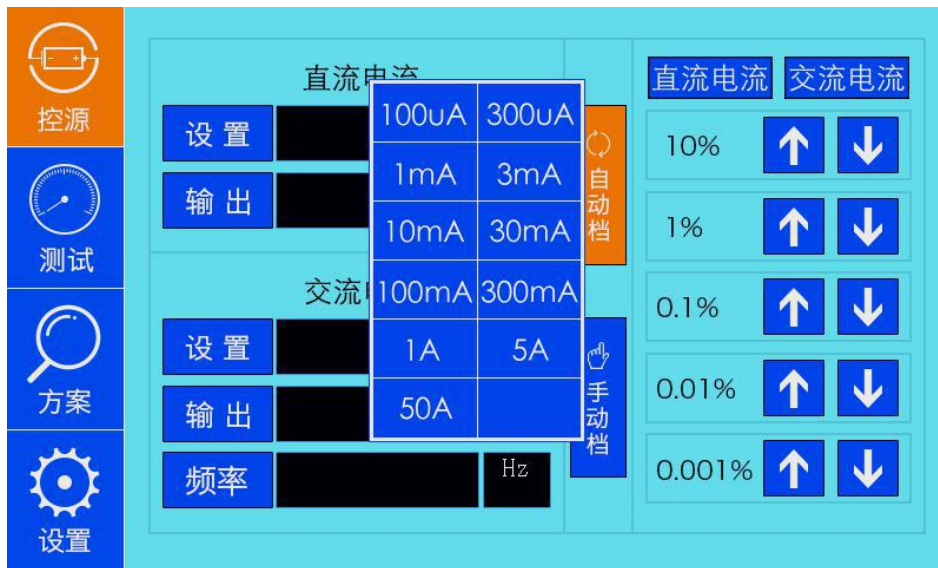 控源
测试
方案
设置
直流电流
设置
输出
交流
设置
输出
频率
Hz
100uA 300uA
1mA 3mA
10mA 30mA
100mA 300mA
1A 5A
50A
自动档
手动档
直流电流 交流电流
10%
1%
0.1%
0.01%
0.001%